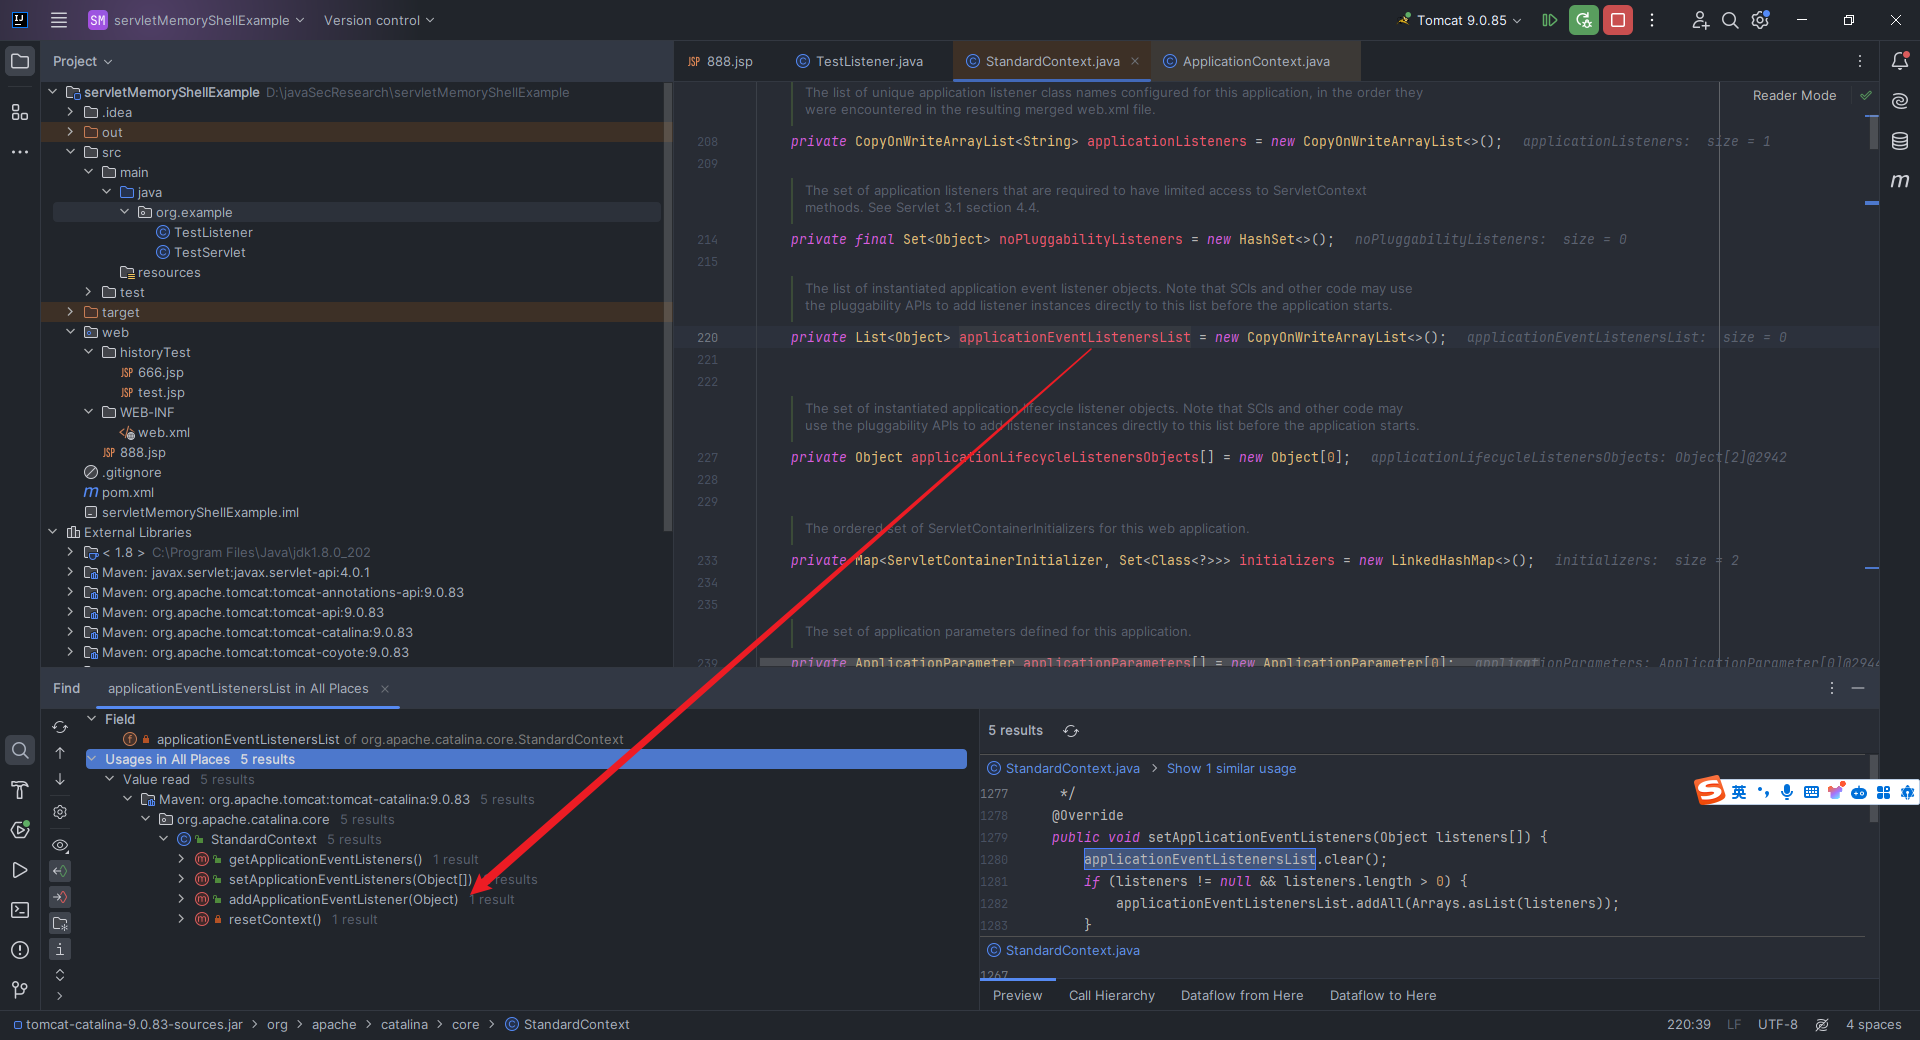 SM servletMemoryShellExample Version control
Tomcat 9.0.85
Project
888.jsp TestListener.java StandardContext.java ApplicationContext.java
servletMemoryShellExample D:\javaSecResearch\servletMemoryShellExample
.idea
out
src
main
java
org.example
TestListener
TestServlet
resources
test
target
web
historyTest
666.jsp
test.jsp
WEB-INF
web.xml
888.jsp
.gitignore
pom.xml
servletMemoryShellExample.iml
External Libraries
< 1.8 > C:\Program Files\Java\jdk1.8.0_202
Maven: javax.servlet:javax.servlet-api:4.0.1
Maven: org.apache.tomcat:tomcat-annotations-api:9.0.83
Maven: org.apache.tomcat:tomcat-api:9.0.83
Maven: org.apache.tomcat:tomcat-catalina:9.0.83
Maven: org.apache.tomcat:tomcat-coyote:9.0.83
Reader Mode
The list of unique application listener class names configured for this application, in the order they
were encountered in the resulting merged web.xml file.
208 private CopyOnWriteArrayList<String> applicationListeners = new CopyOnWriteArrayList<>(); applicationListeners: size = 1
209
The set of application listeners that are required to have limited access to ServletContext
methods. See Servlet 3.1 section 4.4.
214 private final Set<Object> noPluggabilityListeners = new HashSet<>(); noPluggabilityListeners: size = 0
215
The list of instantiated application event listener objects. Note that SCIs and other code may use
the pluggability APIs to add listener instances directly to this list before the application starts.
220 private List<Object> applicationEventListenersList = new CopyOnWriteArrayList<>(); applicationEventListenersList: size = 0
221
222
The set of instantiated application lifecycle listener objects. Note that SCIs and other code may
use the pluggability APIs to add listener instances directly to this list before the application starts.
227 private Object applicationLifecycleListenersObjects[] = new Object[0]; applicationLifecycleListenersObjects: Object[2]@2942
228
229
The ordered set of ServletContainerInitializers for this web application.
233 private Map<ServletContainerInitializer, Set<Class<?>>> initializers = new LinkedHashMap<>(); initializers: size = 2
234
235
The set of application parameters defined for this application.
239 private ApplicationParameter applicationParameters[] = new ApplicationParameter[0]; applicationParameters: ApplicationParameter[0]@2944
Find applicationEventListenersList in All Places
Field
applicationEventListenersList of org.apache.catalina.core.StandardContext
Usages in All Places 5 results
Value read 5 results
Maven: org.apache.tomcat:tomcat-catalina:9.0.83 5 results
org.apache.catalina.core 5 results
StandardContext 5 results
getApplicationEventListeners() 1 result
setApplicationEventListeners(Object[]) results
addApplicationEventListener(Object) 1 result
resetContext() 1 result
5 results
StandardContext.java > Show 1 similar usage
1277 */
1278 @Override
1279 public void setApplicationEventListeners(Object listeners[]) {
1280 applicationEventListenersList.clear();
1281 if (listeners != null && listeners.length > 0) {
1282 applicationEventListenersList.addAll(Arrays.asList(listeners));
1283 }
StandardContext.java
1267
Preview Call Hierarchy Dataflow from Here Dataflow to Here
英
tomcat-catalina-9.0.83-sources.jar > org > apache > catalina > core > StandardContext
220:39 LF UTF-8 4 spaces